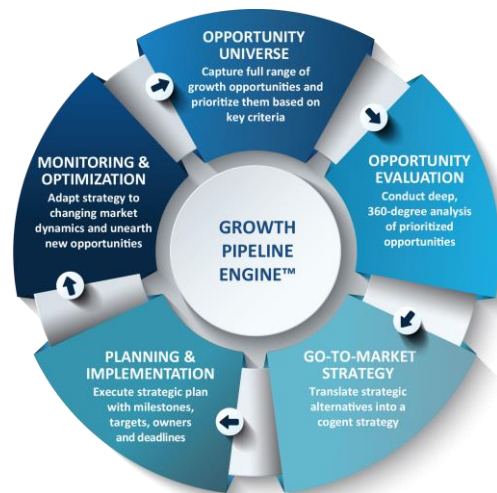 OPPORTUNITY
UNIVERSE
Capture full range of
growth opportunities and
prioritize them based on
key criteria
OPPORTUNITY
EVALUATION
Conduct deep,
360-degree analysis
of prioritized
opportunities
GO-TO-MARKET
STRATEGY
Translate strategic
alternatives into a
cogent strategy
PLANNING &
IMPLEMENTATION
Execute strategic plan
with milestones,
targets, owners
and deadlines
MONITORING &
OPTIMIZATION
Adapt strategy to
changing market
dynamics and unearth
new opportunities
GROWTH
PIPELINE
ENGINE™